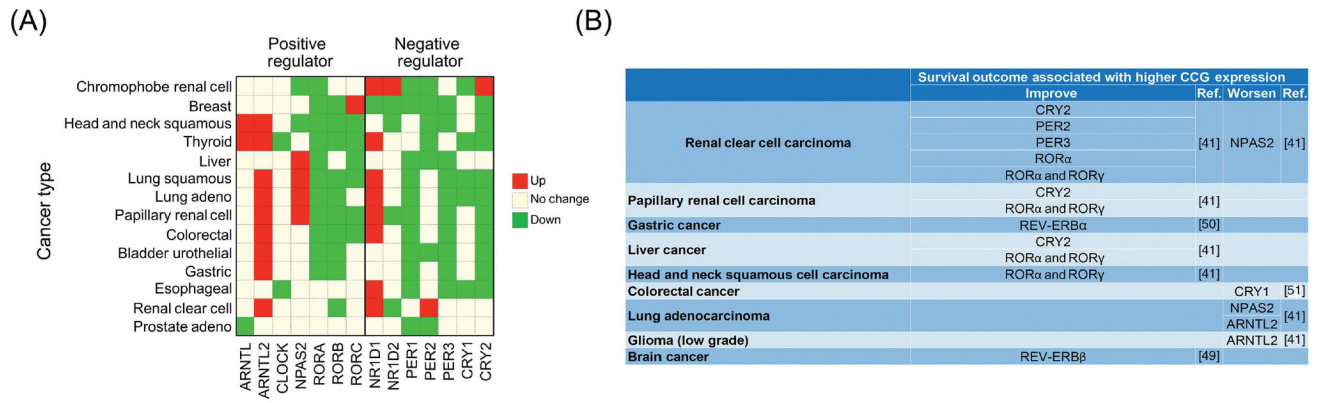 (A)
Positive regulator
Negative regulator
Cancer type
Chromophobe renal cell
Breast
Head and neck squamous
Thyroid
Liver
Lung squamous
Lung adeno
Papillary renal cell
Colorectal
Bladder urothelial
Gastric
Esophageal
Renal clear cell
Prostate adeno
Up
No change
Down
ARNTL
ARNTL2
CLOCK
NPAS2
RORA
RORB
RORC
NR1D1
NR1D2
PER1
PER2
PER3
CRY1
CRY2
(B)
Survival outcome associated with higher CCG expression
Improve Ref. Worsen Ref.
Renal clear cell carcinoma
CRY2
PER2
PER3
RORα
RORα and RORγ
[41] NPAS2 [41]
Papillary renal cell carcinoma
CRY2
RORα and RORγ
[41]
Gastric cancer REV-ERBα [50]
Liver cancer
CRY2
RORα and RORγ
[41]
Head and neck squamous cell carcinoma RORα and RORγ [41]
Colorectal cancer CRY1 [51]
Lung adenocarcinoma
NPAS2
ARNTL2
[41]
Glioma (low grade) ARNTL2 [41]
Brain cancer REV-ERBβ [49]